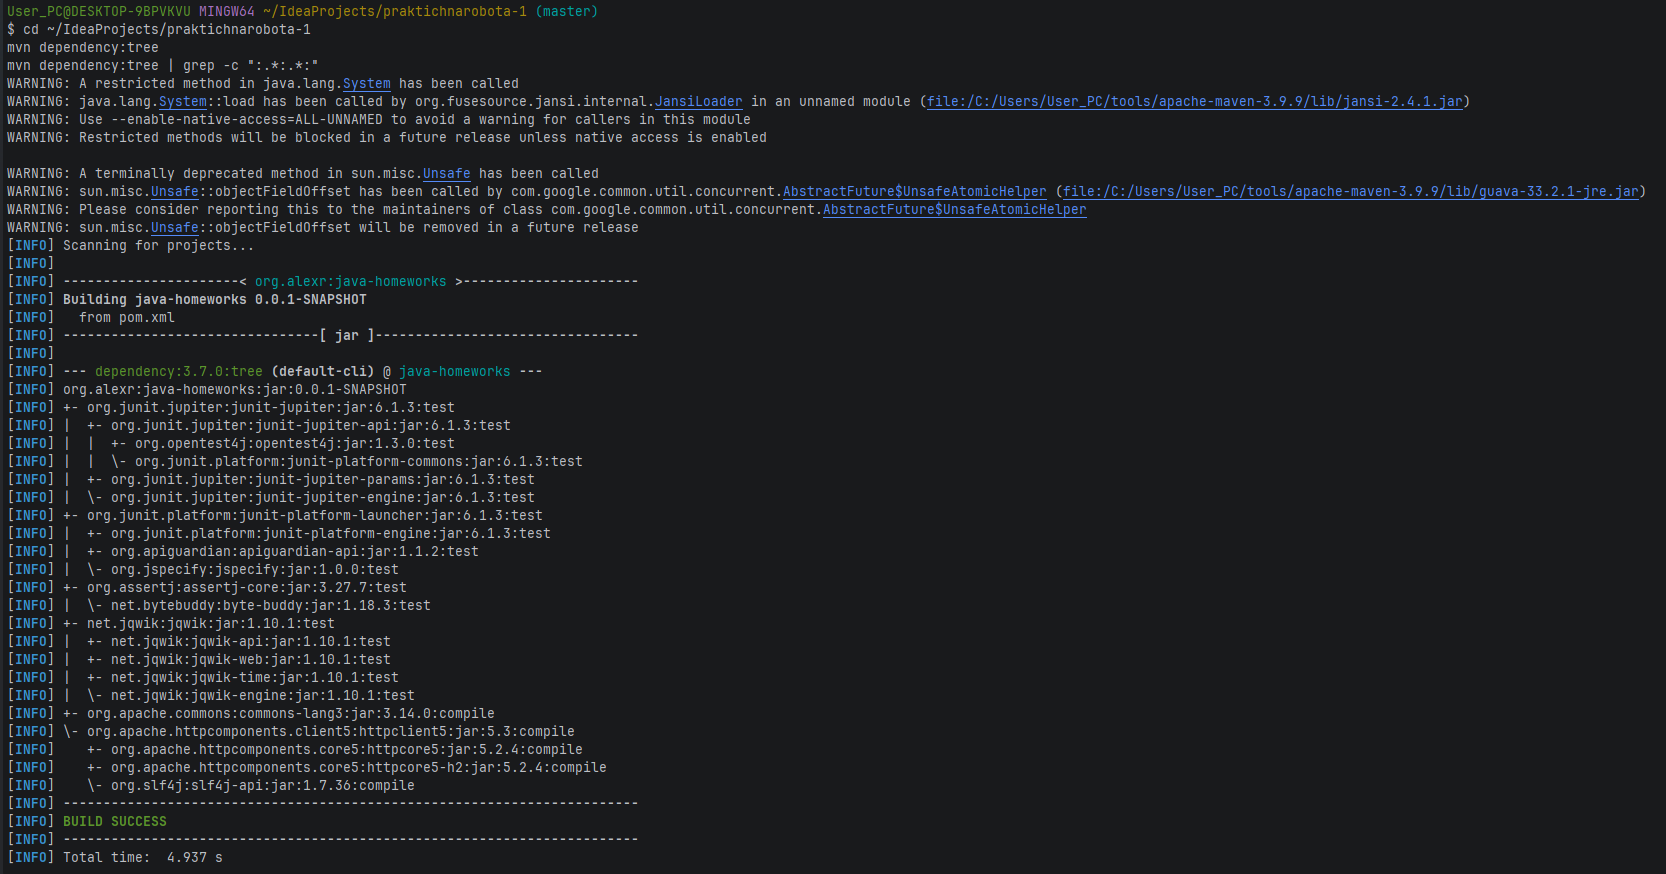 User_PC@DESKTOP-9BPVKVU MINGW64 ~/IdeaProjects/praktichnarobota-1 (master)
$ cd ~/IdeaProjects/praktichnarobota-1
mvn dependency:tree
mvn dependency:tree | grep -c ":.*:.*:"
WARNING: A restricted method in java.lang.System has been called
WARNING: java.lang.System::load has been called by org.fusesource.jansi.internal.JansiLoader in an unnamed module (file:/C:/Users/User_PC/tools/apache-maven-3.9.9/lib/jansi-2.4.1.jar)
WARNING: Use --enable-native-access=ALL-UNNAMED to avoid a warning for callers in this module
WARNING: Restricted methods will be blocked in a future release unless native access is enabled

WARNING: A terminally deprecated method in sun.misc.Unsafe has been called
WARNING: sun.misc.Unsafe::objectFieldOffset has been called by com.google.common.util.concurrent.AbstractFuture$UnsafeAtomicHelper (file:/C:/Users/User_PC/tools/apache-maven-3.9.9/lib/guava-33.2.1-jre.jar)
WARNING: Please consider reporting this to the maintainers of class com.google.common.util.concurrent.AbstractFuture$UnsafeAtomicHelper
WARNING: sun.misc.Unsafe::objectFieldOffset will be removed in a future release
[INFO] Scanning for projects...
[INFO]
[INFO] ----------------------< org.alexr:java-homeworks >----------------------
[INFO] Building java-homeworks 0.0.1-SNAPSHOT
[INFO]   from pom.xml
[INFO] --------------------------------[ jar ]---------------------------------
[INFO]
[INFO] --- dependency:3.7.0:tree (default-cli) @ java-homeworks ---
[INFO] org.alexr:java-homeworks:jar:0.0.1-SNAPSHOT
[INFO] +- org.junit.jupiter:junit-jupiter:jar:6.1.3:test
[INFO] |  +- org.junit.jupiter:junit-jupiter-api:jar:6.1.3:test
[INFO] |  |  +- org.opentest4j:opentest4j:jar:1.3.0:test
[INFO] |  |  \- org.junit.platform:junit-platform-commons:jar:6.1.3:test
[INFO] |  +- org.junit.jupiter:junit-jupiter-params:jar:6.1.3:test
[INFO] |  \- org.junit.jupiter:junit-jupiter-engine:jar:6.1.3:test
[INFO] +- org.junit.platform:junit-platform-launcher:jar:6.1.3:test
[INFO] |  +- org.junit.platform:junit-platform-engine:jar:6.1.3:test
[INFO] |  +- org.apiguardian:apiguardian-api:jar:1.1.2:test
[INFO] |  \- org.jspecify:jspecify:jar:1.0.0:test
[INFO] +- org.assertj:assertj-core:jar:3.27.7:test
[INFO] |  \- net.bytebuddy:byte-buddy:jar:1.18.3:test
[INFO] +- net.jqwik:jqwik:jar:1.10.1:test
[INFO] |  +- net.jqwik:jqwik-api:jar:1.10.1:test
[INFO] |  +- net.jqwik:jqwik-web:jar:1.10.1:test
[INFO] |  +- net.jqwik:jqwik-time:jar:1.10.1:test
[INFO] |  \- net.jqwik:jqwik-engine:jar:1.10.1:test
[INFO] +- org.apache.commons:commons-lang3:jar:3.14.0:compile
[INFO] \- org.apache.httpcomponents.client5:httpclient5:jar:5.3:compile
[INFO]    +- org.apache.httpcomponents.core5:httpcore5:jar:5.2.4:compile
[INFO]    +- org.apache.httpcomponents.core5:httpcore5-h2:jar:5.2.4:compile
[INFO]    \- org.slf4j:slf4j-api:jar:1.7.36:compile
[INFO] ------------------------------------------------------------------------
[INFO] BUILD SUCCESS
[INFO] ------------------------------------------------------------------------
[INFO] Total time:  4.937 s